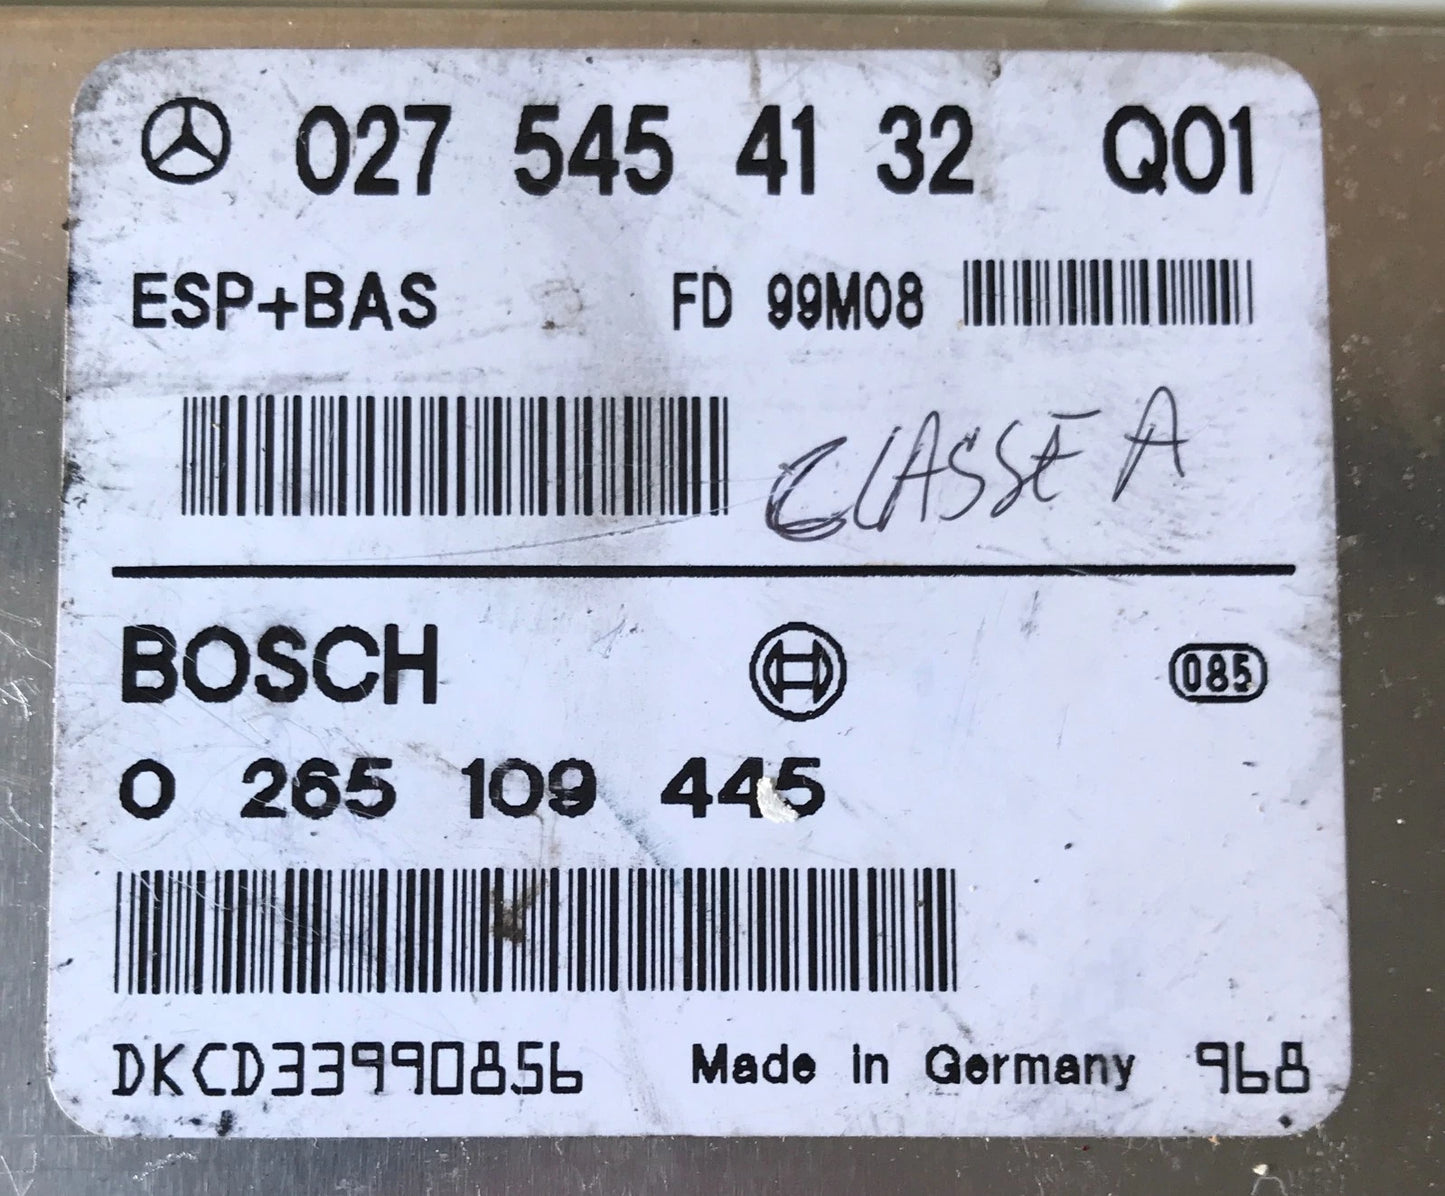 027 545 41 32 Q01
ESP+BAS FD 99M08
CLASSE A
BOSCH 085
0 265 109 445
DKCD33990856 Made in Germany 968